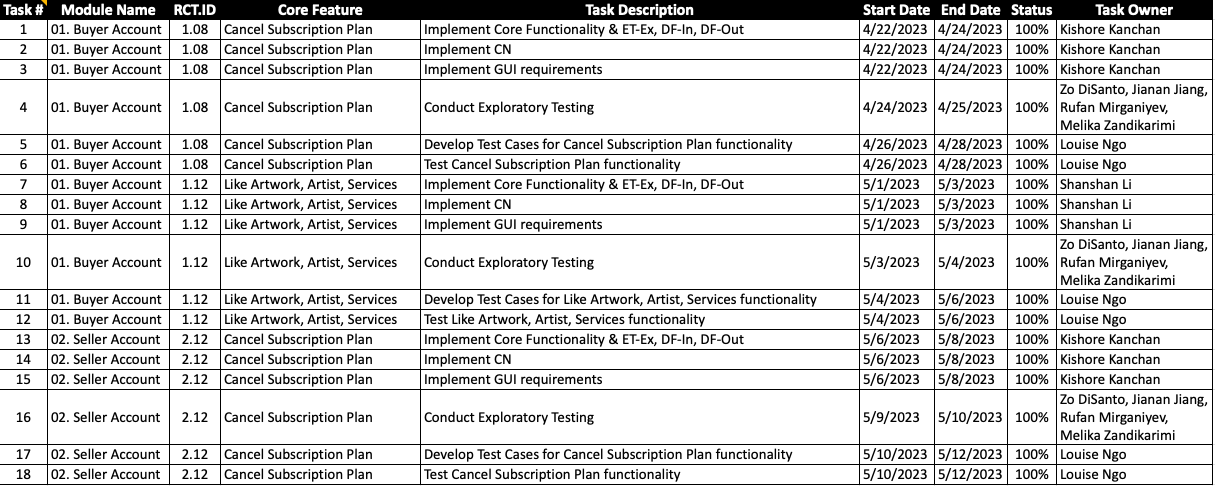 Task # Module Name RCT.ID Core Feature Task Description Start Date End Date Status Task Owner
1 01. Buyer Account 1.08 Cancel Subscription Plan Implement Core Functionality & ET-Ex, DF-In, DF-Out 4/22/2023 4/24/2023 100% Kishore Kanchan
2 01. Buyer Account 1.08 Cancel Subscription Plan Implement CN 4/22/2023 4/24/2023 100% Kishore Kanchan
3 01. Buyer Account 1.08 Cancel Subscription Plan Implement GUI requirements 4/22/2023 4/24/2023 100% Kishore Kanchan
4 01. Buyer Account 1.08 Cancel Subscription Plan Conduct Exploratory Testing 4/24/2023 4/25/2023 100% Zo DiSanto, Jianan Jiang,
Rufan Mirganiyev,
Melika Zandikarimi
5 01. Buyer Account 1.08 Cancel Subscription Plan Develop Test Cases for Cancel Subscription Plan functionality 4/26/2023 4/28/2023 100% Louise Ngo
6 01. Buyer Account 1.08 Cancel Subscription Plan Test Cancel Subscription Plan functionality 4/26/2023 4/28/2023 100% Louise Ngo
7 01. Buyer Account 1.12 Like Artwork, Artist, Services Implement Core Functionality & ET-Ex, DF-In, DF-Out 5/1/2023 5/3/2023 100% Shanshan Li
8 01. Buyer Account 1.12 Like Artwork, Artist, Services Implement CN 5/1/2023 5/3/2023 100% Shanshan Li
9 01. Buyer Account 1.12 Like Artwork, Artist, Services Implement GUI requirements 5/1/2023 5/3/2023 100% Shanshan Li
10 01. Buyer Account 1.12 Like Artwork, Artist, Services Conduct Exploratory Testing 5/3/2023 5/4/2023 100% Zo DiSanto, Jianan Jiang,
Rufan Mirganiyev,
Melika Zandikarimi
11 01. Buyer Account 1.12 Like Artwork, Artist, Services Develop Test Cases for Like Artwork, Artist, Services functionality 5/4/2023 5/6/2023 100% Louise Ngo
12 01. Buyer Account 1.12 Like Artwork, Artist, Services Test Like Artwork, Artist, Services functionality 5/4/2023 5/6/2023 100% Louise Ngo
13 02. Seller Account 2.12 Cancel Subscription Plan Implement Core Functionality & ET-Ex, DF-In, DF-Out 5/6/2023 5/8/2023 100% Kishore Kanchan
14 02. Seller Account 2.12 Cancel Subscription Plan Implement CN 5/6/2023 5/8/2023 100% Kishore Kanchan
15 02. Seller Account 2.12 Cancel Subscription Plan Implement GUI requirements 5/6/2023 5/8/2023 100% Kishore Kanchan
16 02. Seller Account 2.12 Cancel Subscription Plan Conduct Exploratory Testing 5/9/2023 5/10/2023 100% Zo DiSanto, Jianan Jiang,
Rufan Mirganiyev,
Melika Zandikarimi
17 02. Seller Account 2.12 Cancel Subscription Plan Develop Test Cases for Cancel Subscription Plan functionality 5/10/2023 5/12/2023 100% Louise Ngo
18 02. Seller Account 2.12 Cancel Subscription Plan Test Cancel Subscription Plan functionality 5/10/2023 5/12/2023 100% Louise Ngo